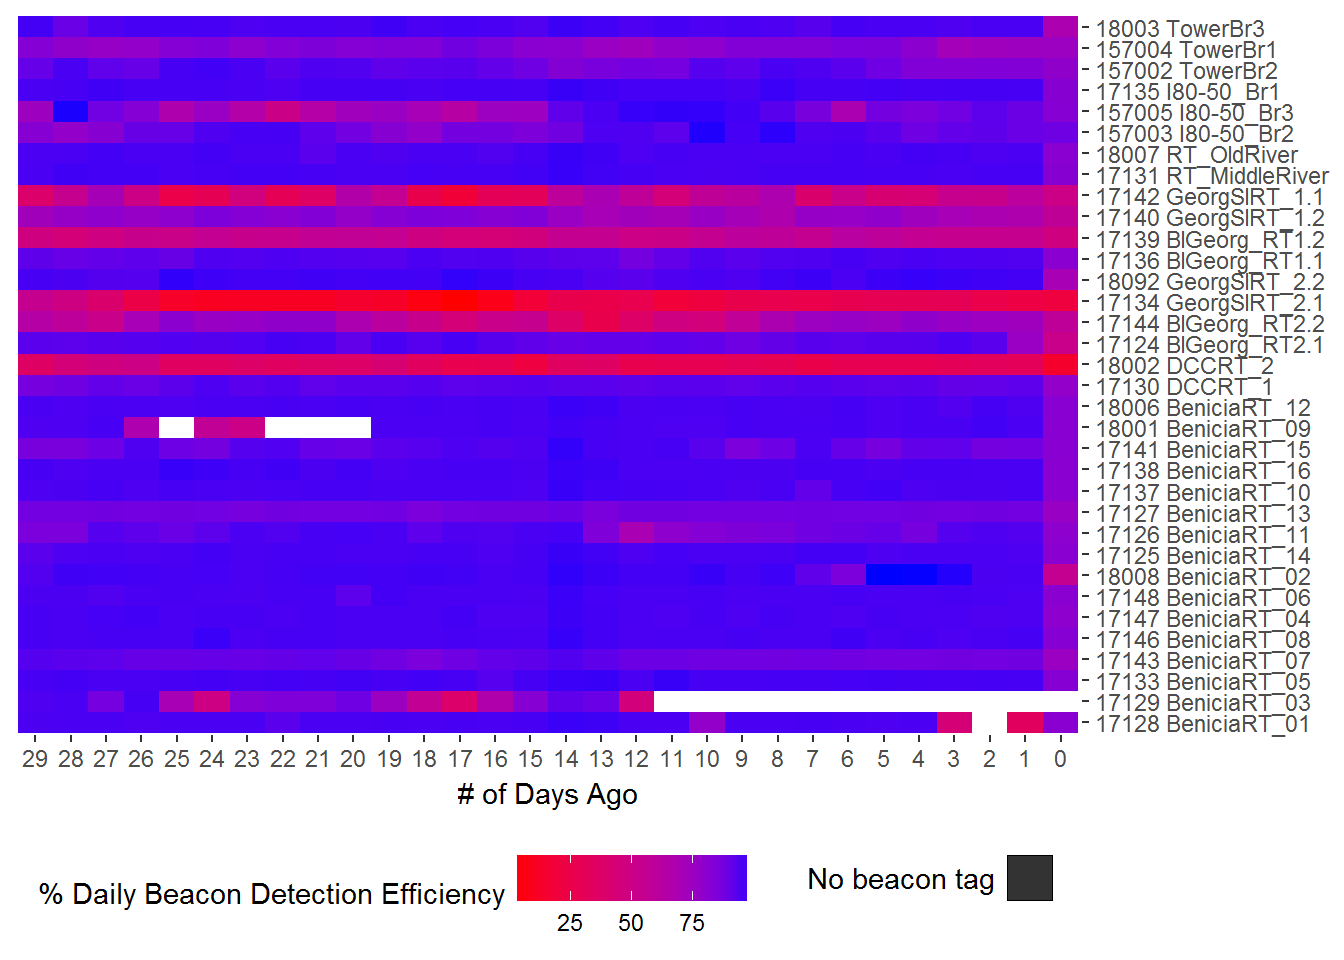 18003 TowerBr3
157004 TowerBr1
157002 TowerBr2
17135 I80-50_Br1
157005 I80-50_Br3
157003 I80-50_Br2
18007 RT_OldRiver
17131 RT_MiddleRiver
17142 GeorgSlRT_1.1
17140 GeorgSlRT_1.2
17139 BlGeorg_RT1.2
17136 BlGeorg_RT1.1
18092 GeorgSlRT_2.2
17134 GeorgSlRT_2.1
17144 BlGeorg_RT2.2
17124 BlGeorg_RT2.1
18002 DCCRT_2
17130 DCCRT_1
18006 BeniciaRT_12
18001 BeniciaRT_09
17141 BeniciaRT_15
17138 BeniciaRT_16
17137 BeniciaRT_10
17127 BeniciaRT_13
17126 BeniciaRT_11
17125 BeniciaRT_14
18008 BeniciaRT_02
17148 BeniciaRT_06
17147 BeniciaRT_04
17146 BeniciaRT_08
17143 BeniciaRT_07
17133 BeniciaRT_05
17129 BeniciaRT_03
17128 BeniciaRT_01
29 28 27 26 25 24 23 22 21 20 19 18 17 16 15 14 13 12 11 10 9 8 7 6 5 4 3 2 1 0
# of Days Ago
% Daily Beacon Detection Efficiency
25 50 75
No beacon tag